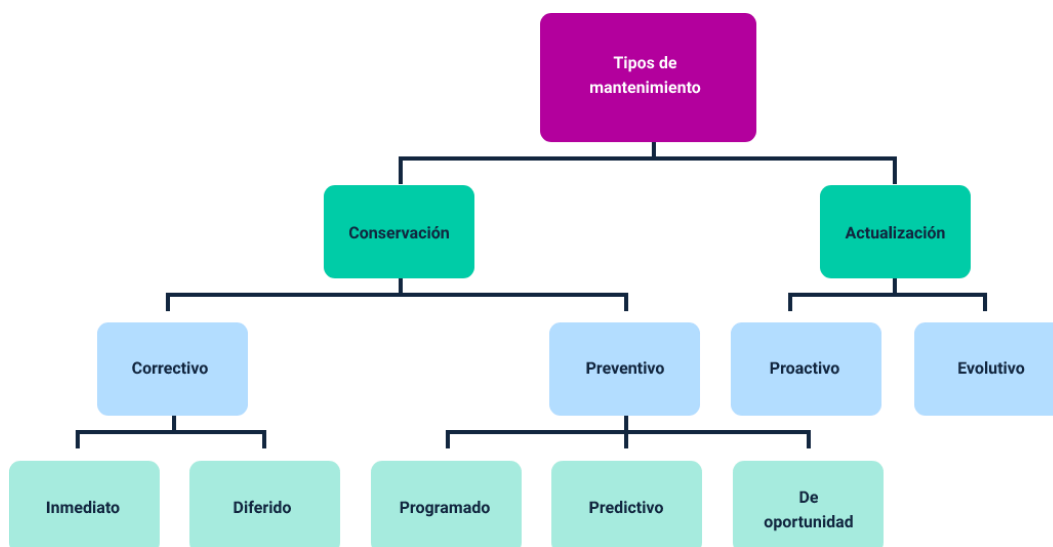 Tipos de
mantenimiento
Conservación
Actualización
Correctivo
Preventivo
Proactivo
Evolutivo
Inmediato
Diferido
Programado
Predictivo
De
oportunidad